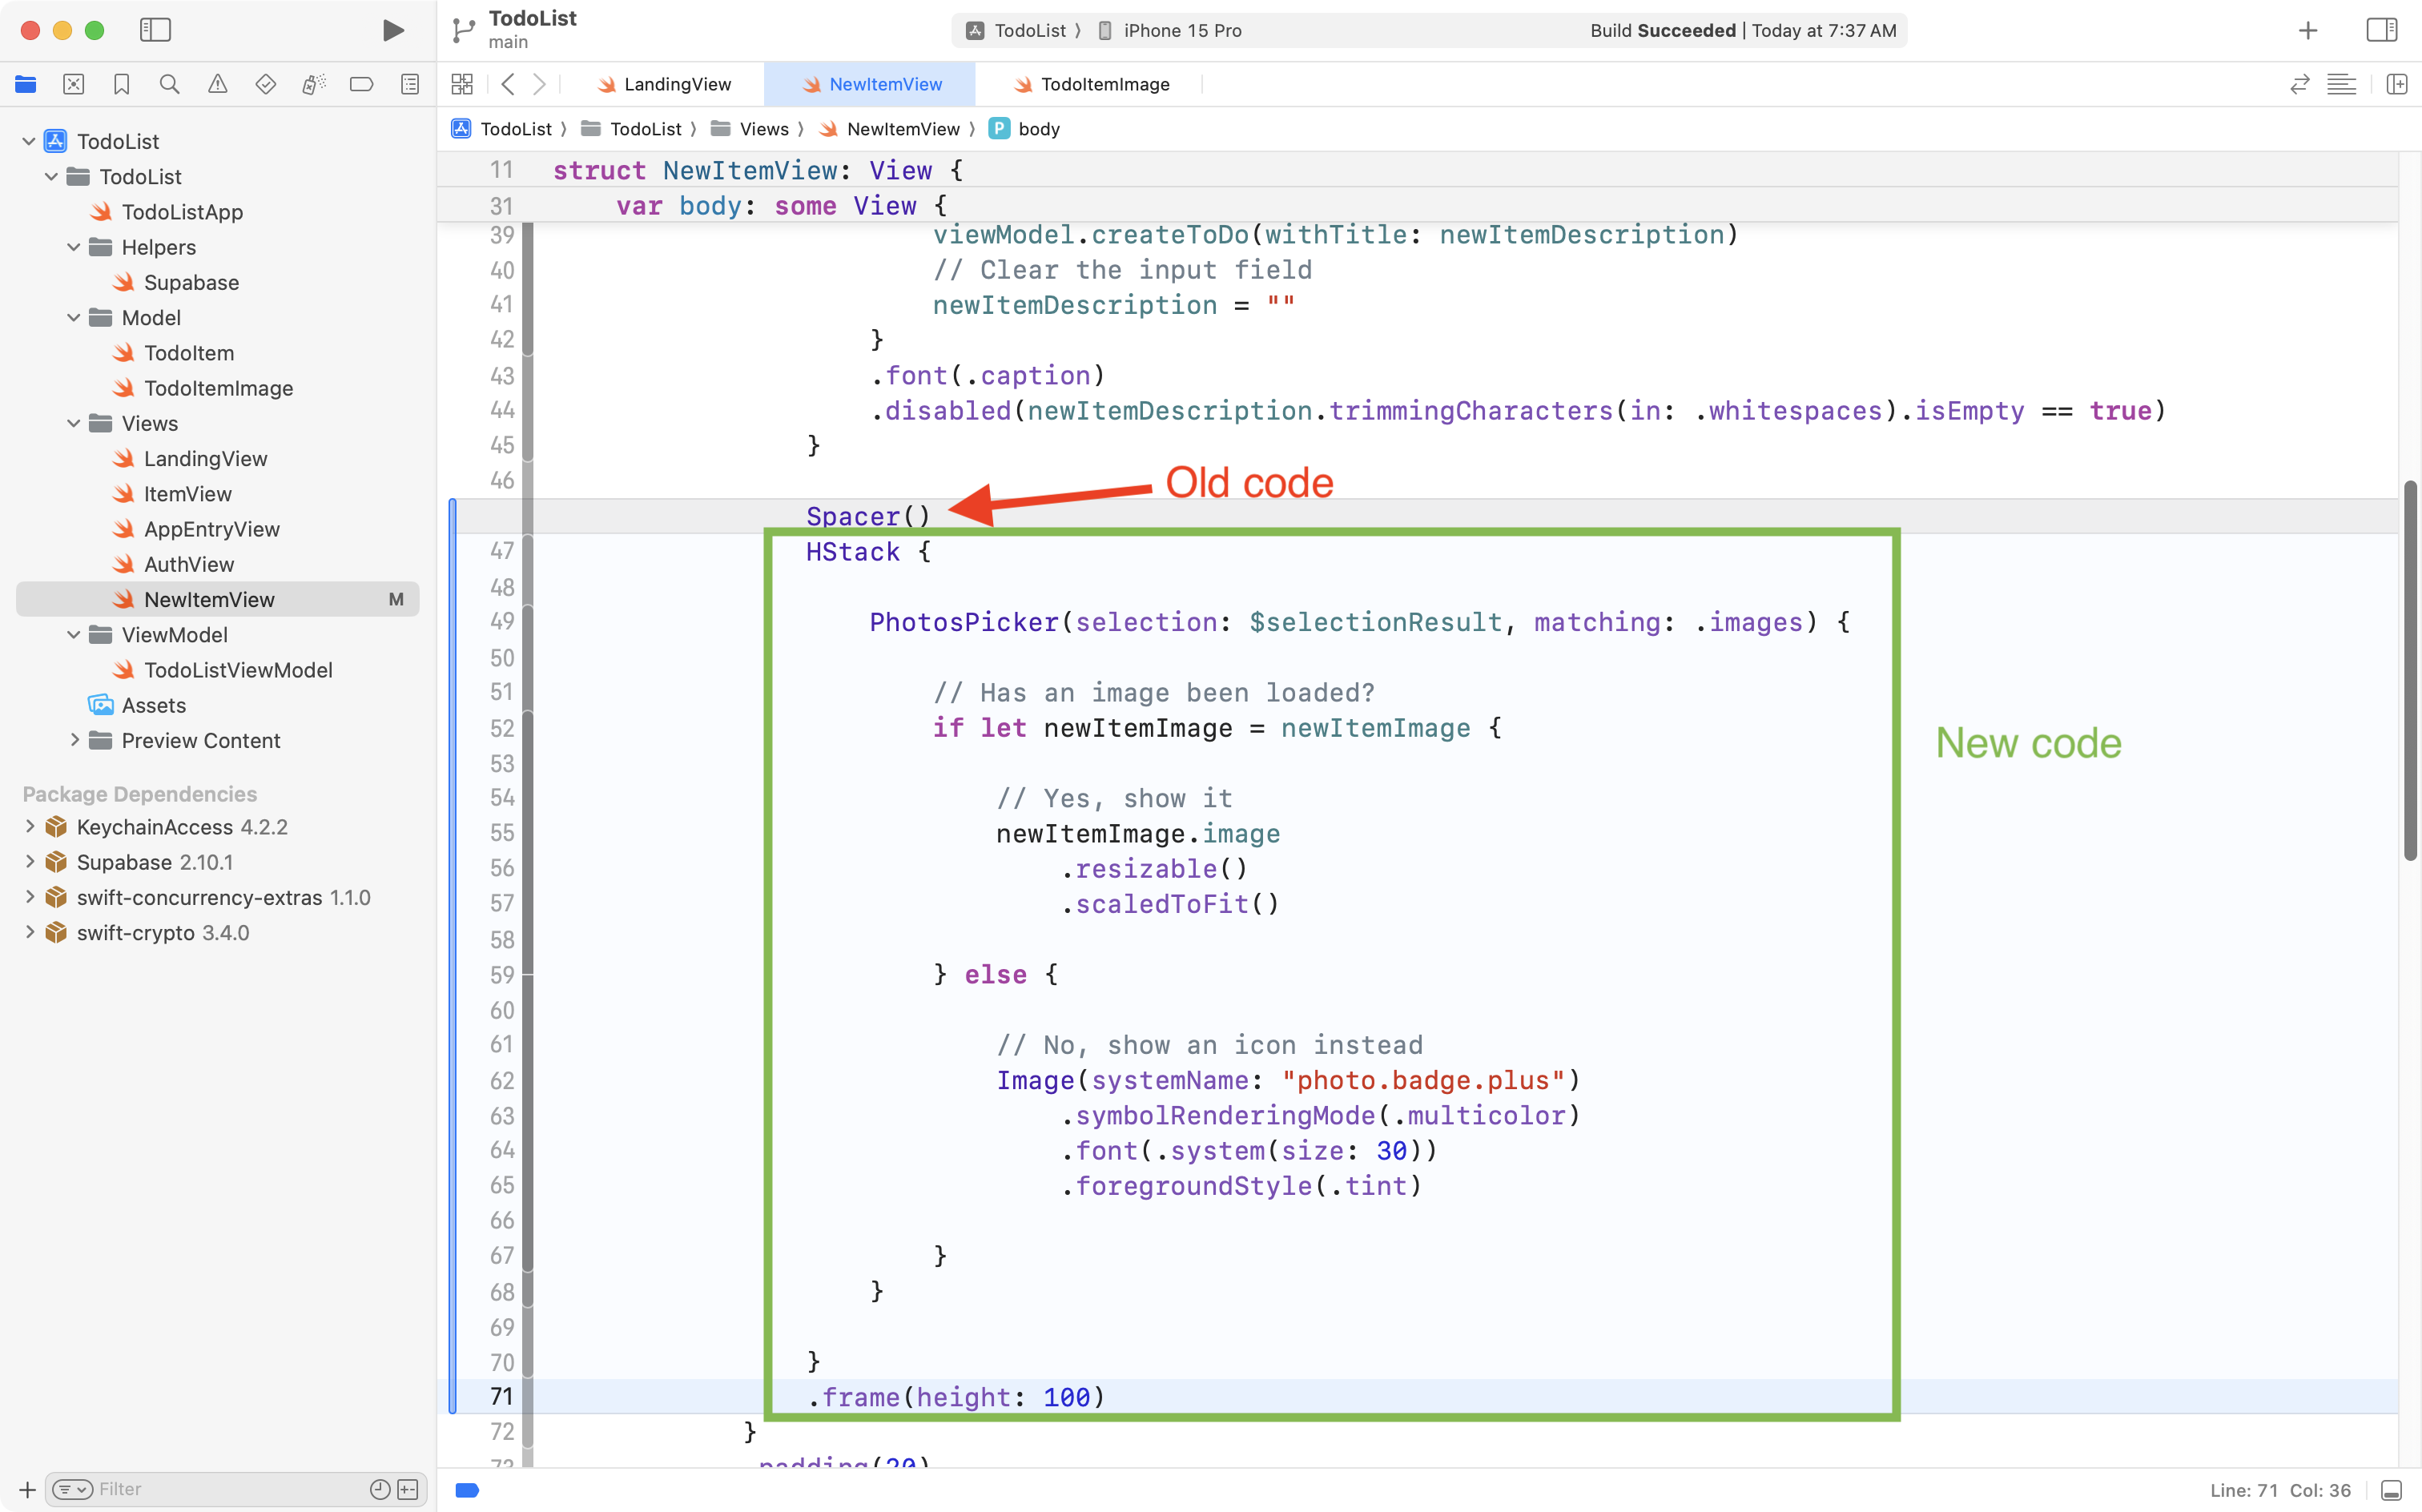 TodoList
main
TodoList ⟩ iPhone 15 Pro
Build Succeeded | Today at 7:37 AM
LandingView
NewItemView
TodoItemImage
TodoList ⟩ TodoList ⟩ Views ⟩ NewItemView ⟩ P body
TodoList
TodoList
TodoListApp
Helpers
Supabase
Model
TodoItem
TodoItemImage
Views
LandingView
ItemView
AppEntryView
AuthView
NewItemView M
ViewModel
TodoListViewModel
Assets
Preview Content
Package Dependencies
KeychainAccess 4.2.2
Supabase 2.10.1
swift-concurrency-extras 1.1.0
swift-crypto 3.4.0
Filter
11 struct NewItemView: View {
31 var body: some View {
39 viewModel.createToDo(withTitle: newItemDescription)
40 // Clear the input field
41 newItemDescription = ""
42 }
43 .font(.caption)
44 .disabled(newItemDescription.trimmingCharacters(in: .whitespaces).isEmpty == true)
45 }
46
Old code
Spacer()
47 HStack {
48
49 PhotosPicker(selection: $selectionResult, matching: .images) {
50
51 // Has an image been loaded?
52 if let newItemImage = newItemImage {
New code
53
54 // Yes, show it
55 newItemImage.image
56 .resizable()
57 .scaledToFit()
58
59 } else {
60
61 // No, show an icon instead
62 Image(systemName: "photo.badge.plus")
63 .symbolRenderingMode(.multicolor)
64 .font(.system(size: 30))
65 .foregroundStyle(.tint)
66
67 }
68 }
69
70 }
71 .frame(height: 100)
72 }
73 .padding(20)
Line: 71 Col: 36